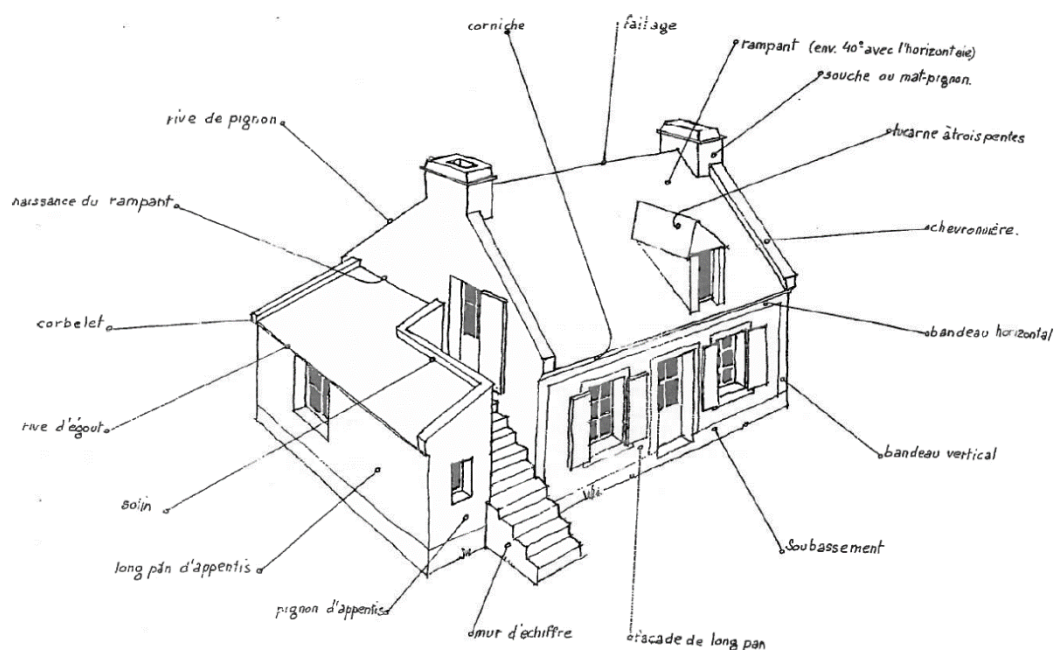 corniche
faîtage
rampant (env. 40° avec l'horizontale)
souche ou mat-pignon.
rive de pignon
lucarne à trois pentes
naissance du rampant
chevronnière.
corbelet
bandeau horizontal
rive d'égout
bandeau vertical
solin
Soubassement
long pan d'appentis
pignon d'appentis
mur d'échiffre
façade de long pan